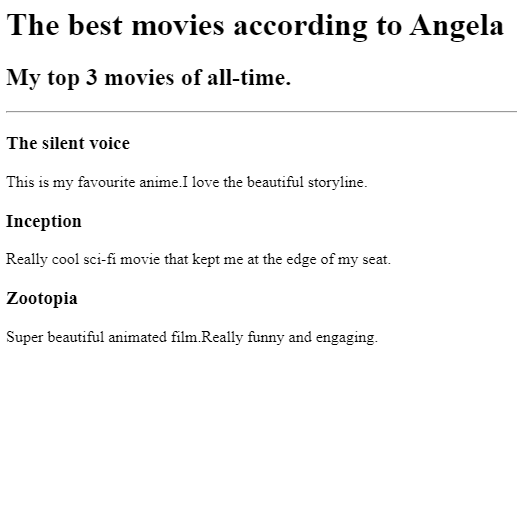 The best movies according to Angela
My top 3 movies of all-time.
The silent voice
This is my favourite anime.I love the beautiful storyline.
Inception
Really cool sci-fi movie that kept me at the edge of my seat.
Zootopia
Super beautiful animated film.Really funny and engaging.